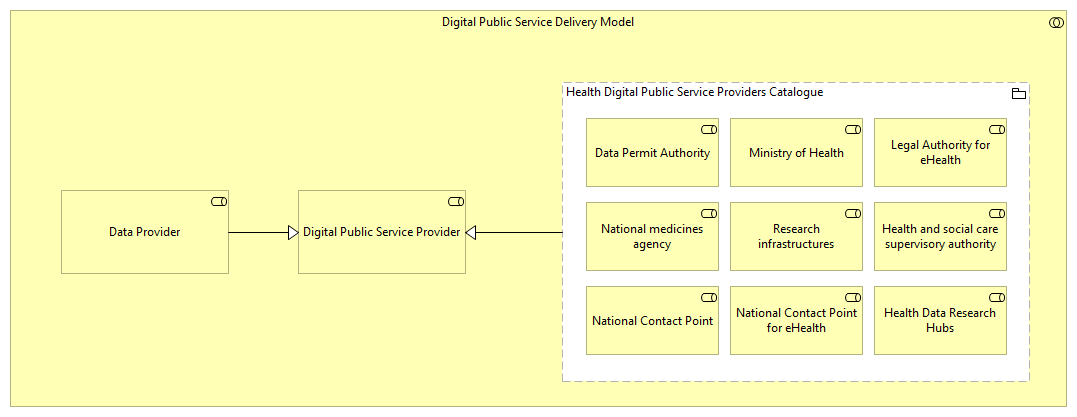 Digital Public Service Delivery Model
Health Digital Public Service Providers Catalogue
Data Permit Authority
Ministry of Health
Legal Authority for
eHealth
Data Provider
Digital Public Service Provider
National medicines
agency
Research
infrastructures
Health and social care
supervisory authority
National Contact Point
National Contact Point
for eHealth
Health Data Research
Hubs